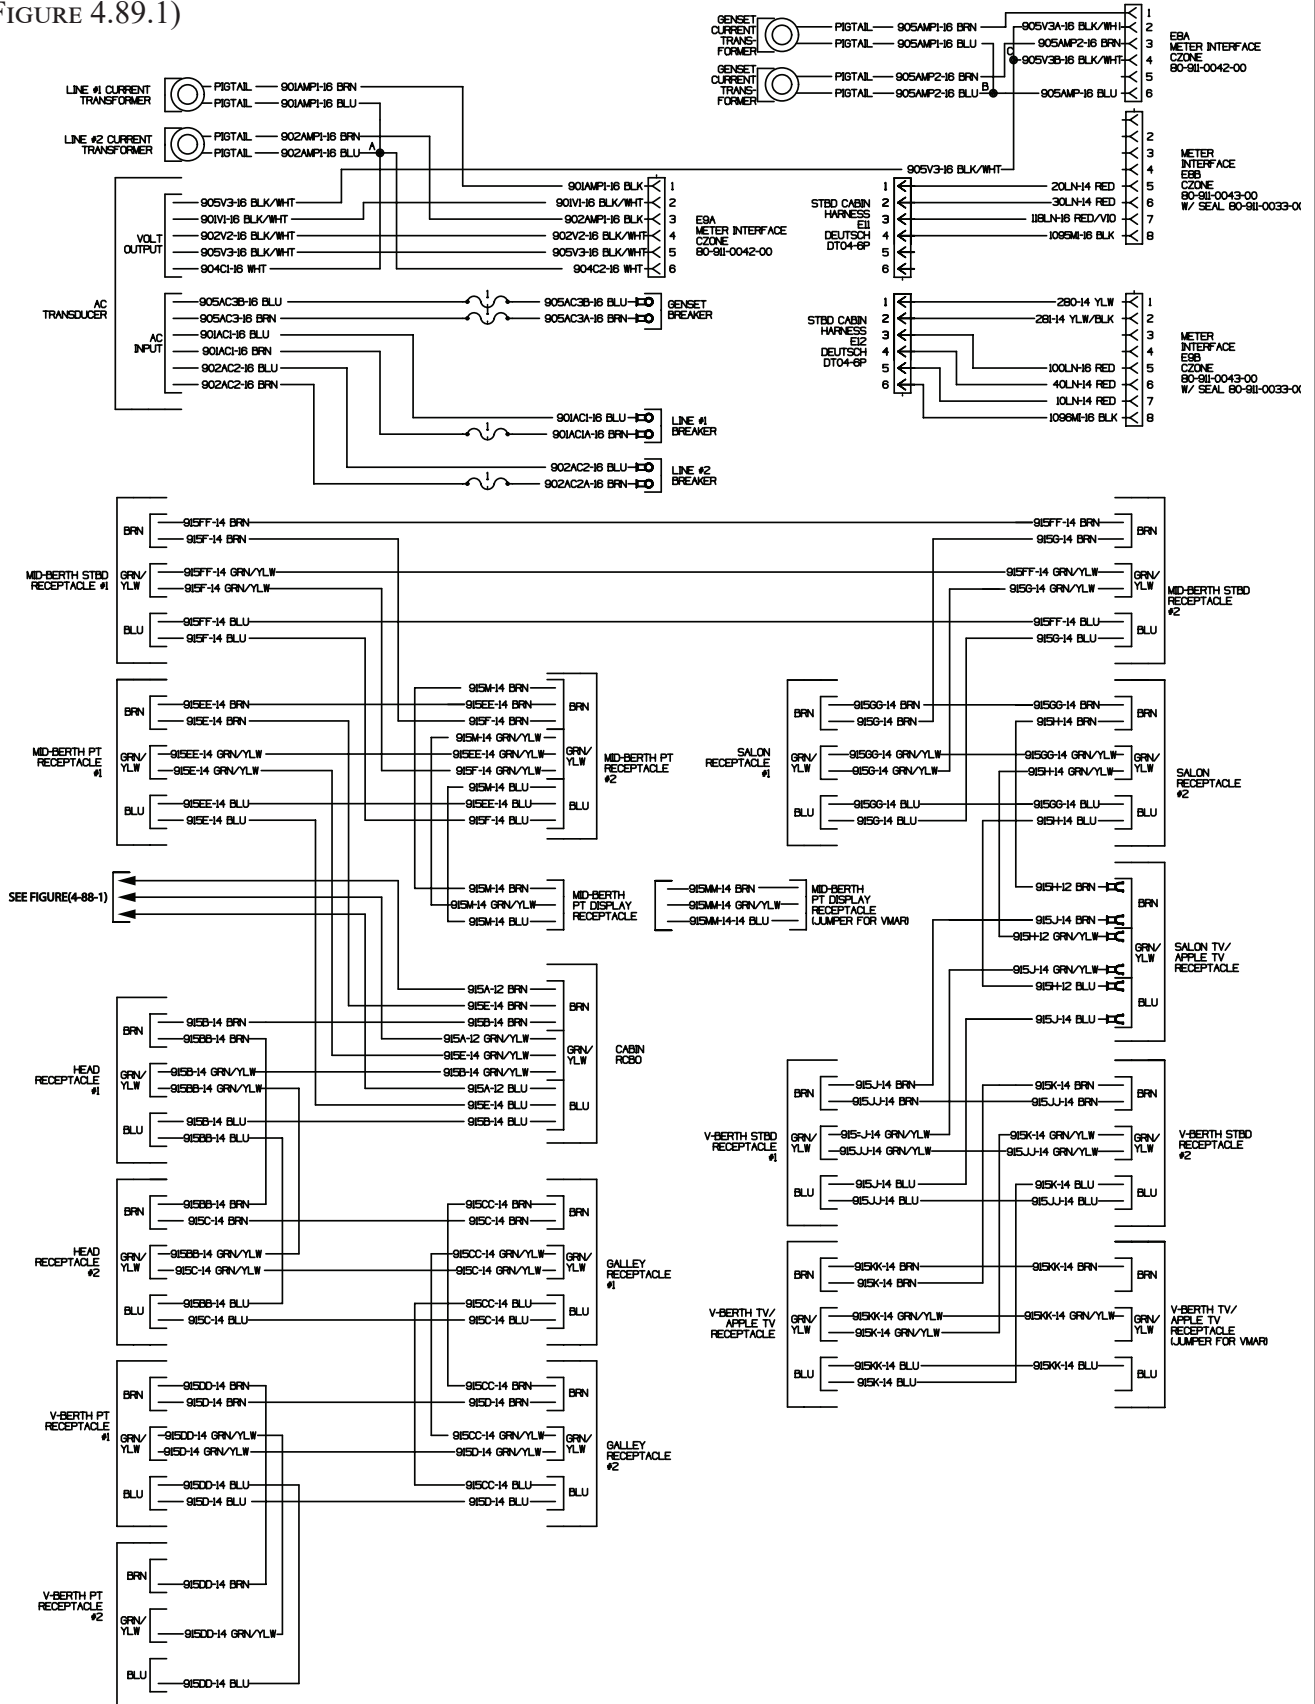 FIGURE 4.89.1)
GENSET
CURRENT
TRANS-
FORMER
PIGTAIL
905AMP1-16 BRN
PIGTAIL
905AMP1-16 BLU
905V3A-16 BLK/WHT
905AMP2-16 BRN
C
905V3B-16 BLK/WHT
1
2
3
4
5
6
E8A
METER INTERFACE
CZONE
80-911-0042-00
GENSET
CURRENT
TRANS-
FORMER
PIGTAIL
905AMP2-16 BRN
PIGTAIL
905AMP2-16 BLU
B
905AMP-16 BLU
LINE #1 CURRENT
TRANSFORMER
PIGTAIL
901AMP1-16 BRN
PIGTAIL
901AMP1-16 BLU
LINE #2 CURRENT
TRANSFORMER
PIGTAIL
902AMP1-16 BRN
PIGTAIL
902AMP1-16 BLU
A
905V3-16 BLK/WHT
2
3
4
5
6
7
8
METER
INTERFACE
E8B
CZONE
80-911-0043-00
W/ SEAL 80-911-0033-00
20LN-14 RED
30LN-14 RED
118LN-16 RED/VIO
1095MI-16 BLK
STBD CABIN
HARNESS
E11
DEUTSCH
DT04-6P
1
2
3
4
5
6
AC
TRANSDUCER
VOLT
OUTPUT
905V3-16 BLK/WHT
901V1-16 BLK/WHT
902V2-16 BLK/WHT
905V3-16 BLK/WHT
904C1-16 WHT
901AMP1-16 BLK
901V1-16 BLK/WHT
902AMP1-16 BLK
902V2-16 BLK/WHT
905V3-16 BLK/WHT
904C2-16 WHT
1
2
3
4
5
6
E9A
METER INTERFACE
CZONE
80-911-0042-00
AC
INPUT
905AC3B-16 BLU
905AC3-16 BRN
901AC1-16 BLU
901AC1-16 BRN
902AC2-16 BLU
902AC2-16 BRN
1
905AC3B-16 BLU
1
905AC3A-16 BRN
GENSET
BREAKER
901AC1-16 BLU
1
901AC1A-16 BRN
LINE #1
BREAKER
902AC2-16 BLU
1
902AC2A-16 BRN
LINE #2
BREAKER
STBD CABIN
HARNESS
E12
DEUTSCH
DT04-6P
1
2
3
4
5
6
280-14 YLW
281-14 YLW/BLK
100LN-16 RED
40LN-14 RED
10LN-14 RED
1096MI-16 BLK
1
2
3
4
5
6
7
8
METER
INTERFACE
E9B
CZONE
80-911-0043-00
W/ SEAL 80-911-0033-00
MID-BERTH STBD
RECEPTACLE #1
BRN
915FF-14 BRN
915F-14 BRN
GRN/
YLW
915FF-14 GRN/YLW
915F-14 GRN/YLW
BLU
915FF-14 BLU
915F-14 BLU
915FF-14 BRN
915G-14 BRN
BRN
915FF-14 GRN/YLW
915G-14 GRN/YLW
GRN/
YLW
915FF-14 BLU
915G-14 BLU
BLU
MID-BERTH STBD
RECEPTACLE
#2
MID-BERTH PT
RECEPTACLE
#1
BRN
915EE-14 BRN
915E-14 BRN
GRN/
YLW
915EE-14 GRN/YLW
915E-14 GRN/YLW
BLU
915EE-14 BLU
915E-14 BLU
915M-14 BRN
915EE-14 BRN
915F-14 BRN
BRN
915M-14 GRN/YLW
915EE-14 GRN/YLW
915F-14 GRN/YLW
GRN/
YLW
915M-14 BLU
915EE-14 BLU
915F-14 BLU
BLU
MID-BERTH PT
RECEPTACLE
#2
SALON
RECEPTACLE
#1
BRN
915GG-14 BRN
915G-14 BRN
GRN/
YLW
915GG-14 GRN/YLW
915G-14 GRN/YLW
BLU
915GG-14 BLU
915G-14 BLU
915GG-14 BRN
915H-14 BRN
BRN
915GG-14 GRN/YLW
915H-14 GRN/YLW
GRN/
YLW
915GG-14 BLU
915H-14 BLU
BLU
SALON
RECEPTACLE
#2
SEE FIGURE(4-88-1)
915M-14 BRN
915M-14 GRN/YLW
915M-14 BLU
MID-BERTH
PT DISPLAY
RECEPTACLE
915MM-14 BRN
915MM-14 GRN/YLW
915MM-14-14 BLU
MID-BERTH
PT DISPLAY
RECEPTACLE
(JUMPER FOR VMAR)
915H-12 BRN
915J-14 BRN
BRN
915H-12 GRN/YLW
915J-14 GRN/YLW
GRN/
YLW
915H-12 BLU
915J-14 BLU
BLU
SALON TV/
APPLE TV
RECEPTACLE
915A-12 BRN
915E-14 BRN
915B-14 BRN
BRN
915A-12 GRN/YLW
915E-14 GRN/YLW
915B-14 GRN/YLW
GRN/
YLW
915A-12 BLU
915E-14 BLU
915B-14 BLU
BLU
CABIN
RCBO
HEAD
RECEPTACLE
#1
BRN
915B-14 BRN
915BB-14 BRN
GRN/
YLW
915B-14 GRN/YLW
915BB-14 GRN/YLW
BLU
915B-14 BLU
915BB-14 BLU
V-BERTH STBD
RECEPTACLE
#1
BRN
915J-14 BRN
915JJ-14 BRN
GRN/
YLW
915=J-14 GRN/YLW
915JJ-14 GRN/YLW
BLU
915J-14 BLU
915JJ-14 BLU
915K-14 BRN
915JJ-14 BRN
BRN
915K-14 GRN/YLW
915JJ-14 GRN/YLW
GRN/
YLW
915K-14 BLU
915JJ-14 BLU
BLU
V-BERTH STBD
RECEPTACLE
#2
HEAD
RECEPTACLE
#2
BRN
915BB-14 BRN
915C-14 BRN
GRN/
YLW
915BB-14 GRN/YLW
915C-14 GRN/YLW
BLU
915BB-14 BLU
915C-14 BLU
915CC-14 BRN
915C-14 BRN
BRN
915CC-14 GRN/YLW
915C-14 GRN/YLW
GRN/
YLW
915CC-14 BLU
915C-14 BLU
BLU
GALLEY
RECEPTACLE
#1
V-BERTH TV/
APPLE TV
RECEPTACLE
BRN
915KK-14 BRN
915K-14 BRN
GRN/
YLW
915KK-14 GRN/YLW
915K-14 GRN/YLW
BLU
915KK-14 BLU
915K-14 BLU
915KK-14 BRN
BRN
915KK-14 GRN/YLW
GRN/
YLW
915KK-14 BLU
BLU
V-BERTH TV/
APPLE TV
RECEPTACLE
(JUMPER FOR VMAR)
V-BERTH PT
RECEPTACLE
#1
BRN
915DD-14 BRN
915D-14 BRN
GRN/
YLW
915DD-14 GRN/YLW
915D-14 GRN/YLW
BLU
915DD-14 BLU
915D-14 BLU
915CC-14 BRN
915D-14 BRN
BRN
915CC-14 GRN/YLW
915D-14 GRN/YLW
GRN/
YLW
915CC-14 BLU
915D-14 BLU
BLU
GALLEY
RECEPTACLE
#2
V-BERTH PT
RECEPTACLE
#2
BRN
915DD-14 BRN
GRN/
YLW
915DD-14 GRN/YLW
BLU
915DD-14 BLU